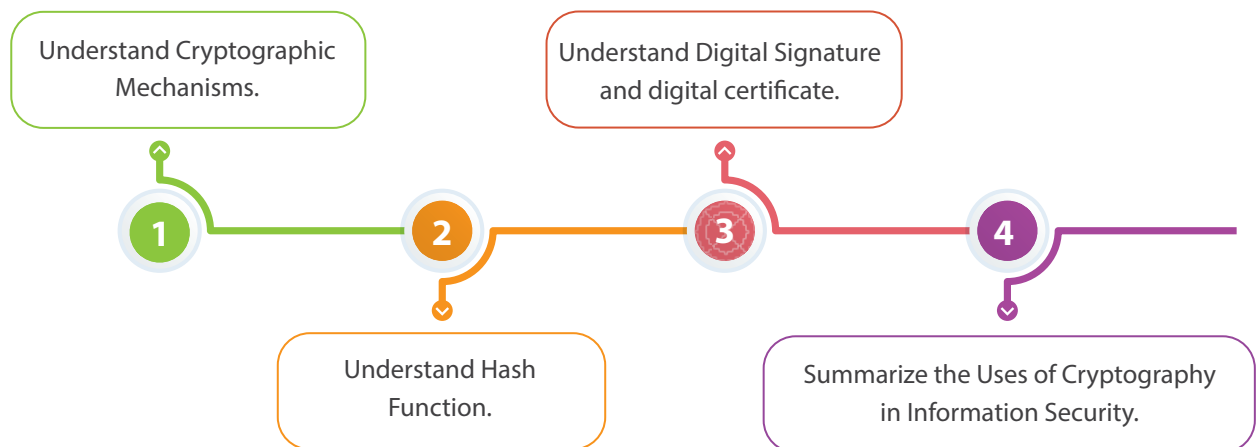 Understand Cryptographic
Mechanisms.
Understand Digital Signature
and digital certificate.
1
2
3
4
Understand Hash
Function.
Summarize the Uses of Cryptography
in Information Security.